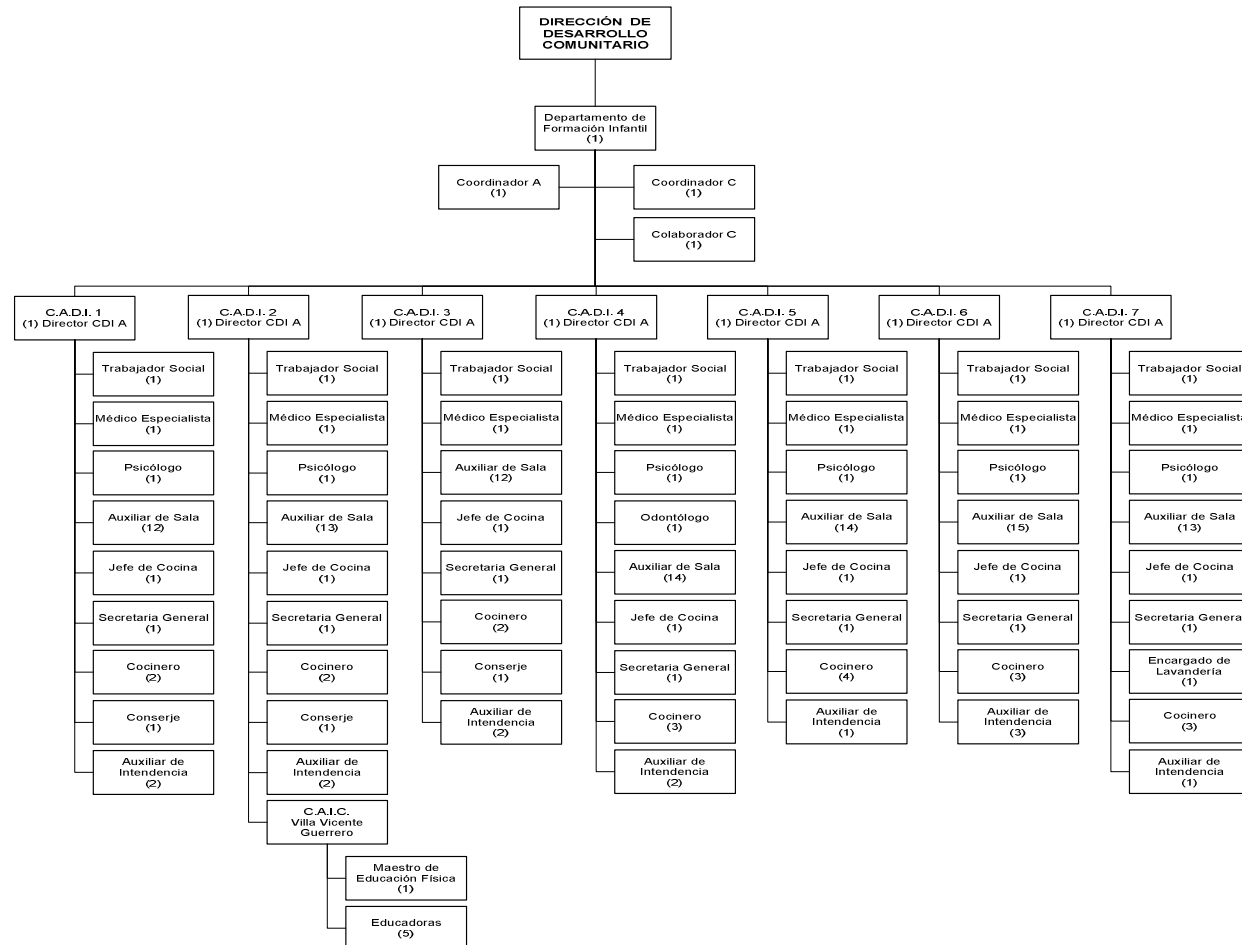 DIRECCIÓN DE
DESARROLLO
COMUNITARIO
Departamento de
Formación Infantil
(1)
Coordinador A
(1)
Coordinador C
(1)
Colaborador C
(1)
C.A.D.I. 1
(1) Director CDI A
Trabajador Social
(1)
Médico Especialista
(1)
Psicólogo
(1)
Auxiliar de Sala
(12)
Jefe de Cocina
(1)
Secretaria General
(1)
Cocinero
(2)
Conserje
(1)
Auxiliar de
Intendencia
(2)
C.A.D.I. 2
(1) Director CDI A
Trabajador Social
(1)
Médico Especialista
(1)
Psicólogo
(1)
Auxiliar de Sala
(13)
Jefe de Cocina
(1)
Secretaria General
(1)
Cocinero
(2)
Conserje
(1)
Auxiliar de
Intendencia
(2)
C.A.I.C.
Villa Vicente
Guerrero
Maestro de
Educación Física
(1)
Educadoras
(5)
C.A.D.I. 3
(1) Director CDI A
Trabajador Social
(1)
Médico Especialista
(1)
Auxiliar de Sala
(12)
Jefe de Cocina
(1)
Secretaria General
(1)
Cocinero
(2)
Conserje
(1)
Auxiliar de
Intendencia
(2)
C.A.D.I. 4
(1) Director CDI A
Trabajador Social
(1)
Médico Especialista
(1)
Psicólogo
(1)
Odontólogo
(1)
Auxiliar de Sala
(14)
Jefe de Cocina
(1)
Secretaria General
(1)
Cocinero
(3)
Auxiliar de
Intendencia
(2)
C.A.D.I. 5
(1) Director CDI A
Trabajador Social
(1)
Médico Especialista
(1)
Psicólogo
(1)
Auxiliar de Sala
(14)
Jefe de Cocina
(1)
Secretaria General
(1)
Cocinero
(4)
Auxiliar de
Intendencia
(1)
C.A.D.I. 6
(1) Director CDI A
Trabajador Social
(1)
Médico Especialista
(1)
Psicólogo
(1)
Auxiliar de Sala
(15)
Jefe de Cocina
(1)
Secretaria General
(1)
Cocinero
(3)
Auxiliar de
Intendencia
(3)
C.A.D.I. 7
(1) Director CDI A
Trabajador Social
(1)
Médico Especialista
(1)
Psicólogo
(1)
Auxiliar de Sala
(13)
Jefe de Cocina
(1)
Secretaria General
(1)
Encargado de
Lavandería
(1)
Cocinero
(3)
Auxiliar de
Intendencia
(1)